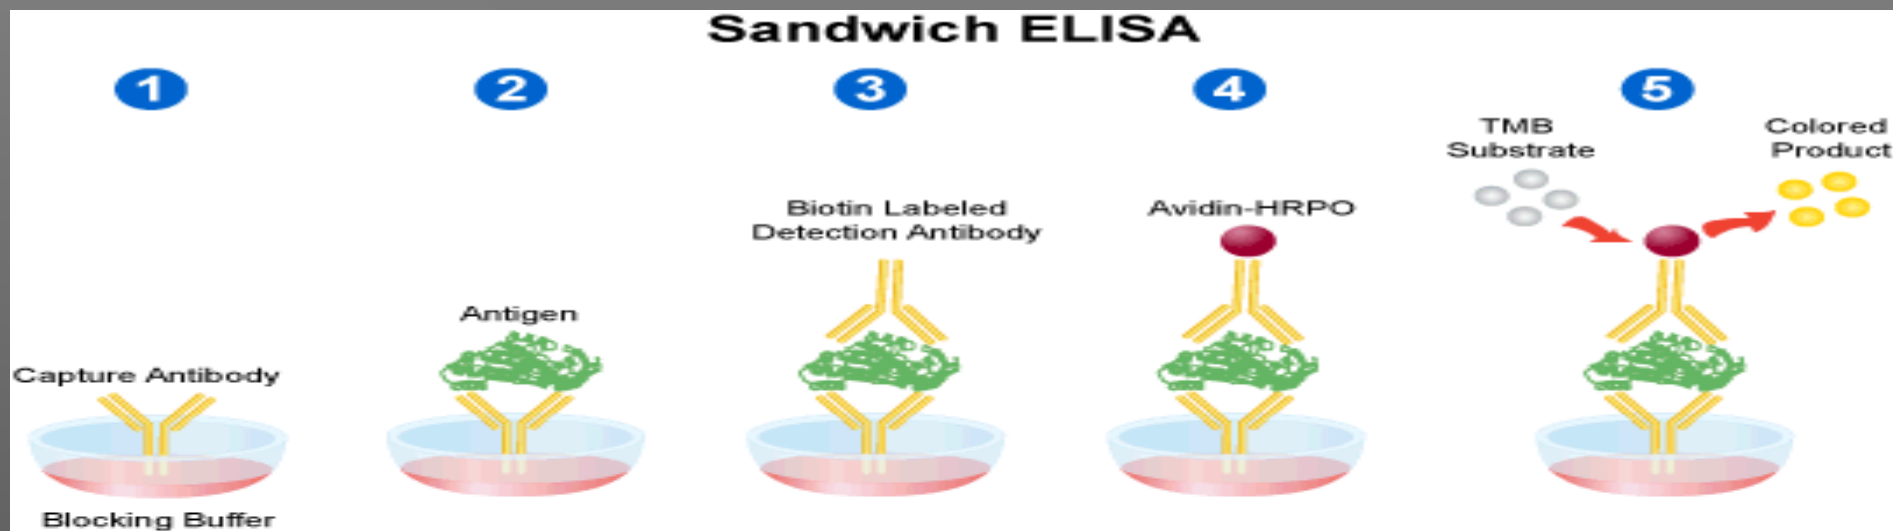 Sandwich ELISA
1
2
3
4
5
Capture Antibody
Blocking Buffer
Antigen
Biotin Labeled
Detection Antibody
Avidin-HRPO
TMB
Substrate
Colored
Product